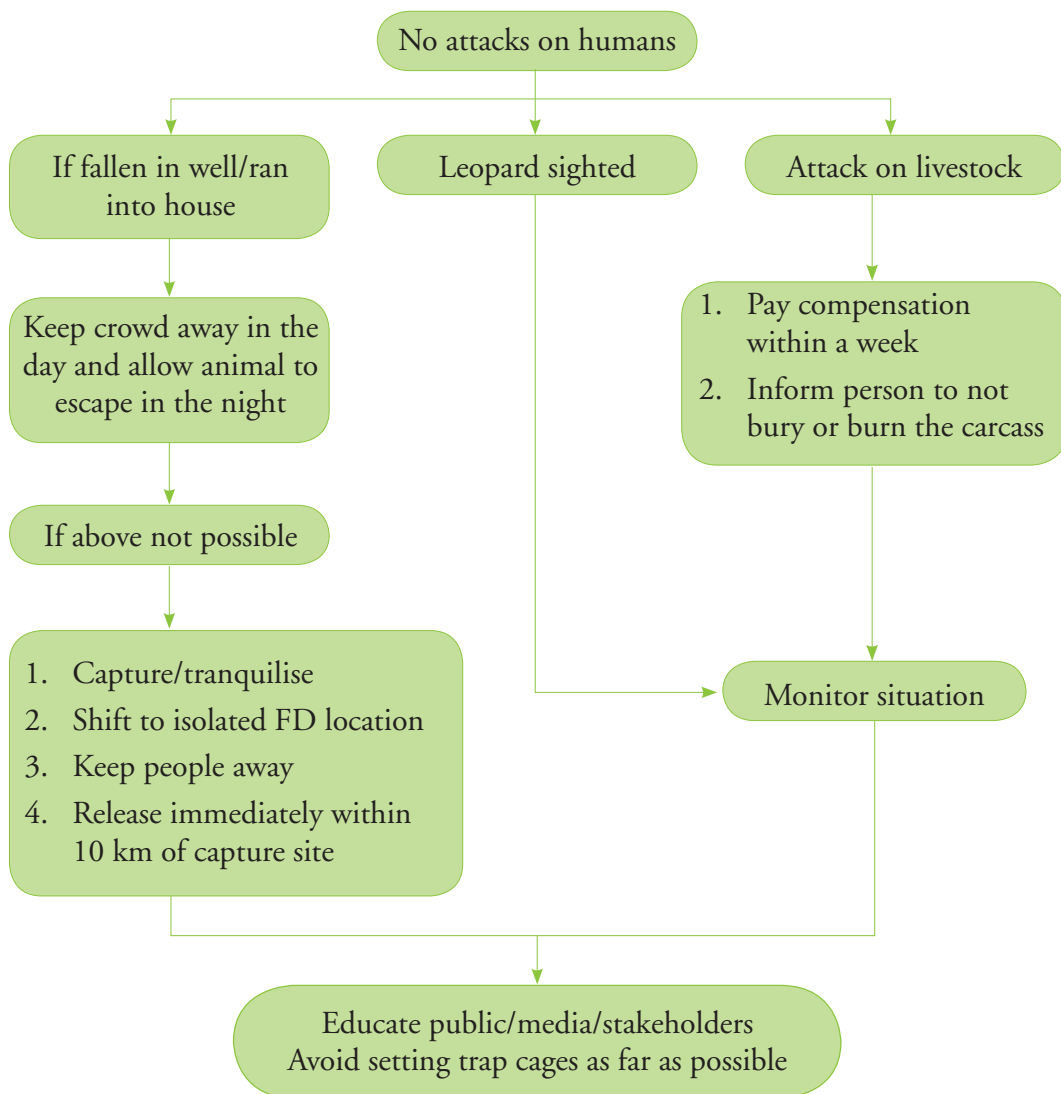 No attacks on humans
If fallen in well/ran
into house
Leopard sighted
Attack on livestock
Keep crowd away in the
day and allow animal to
escape in the night
1. Pay compensation
within a week
2. Inform person to not
bury or burn the carcass
If above not possible
1. Capture/tranquilise
2. Shift to isolated FD location
3. Keep people away
4. Release immediately within
10 km of capture site
Monitor situation
Educate public/media/stakeholders
Avoid setting trap cages as far as possible